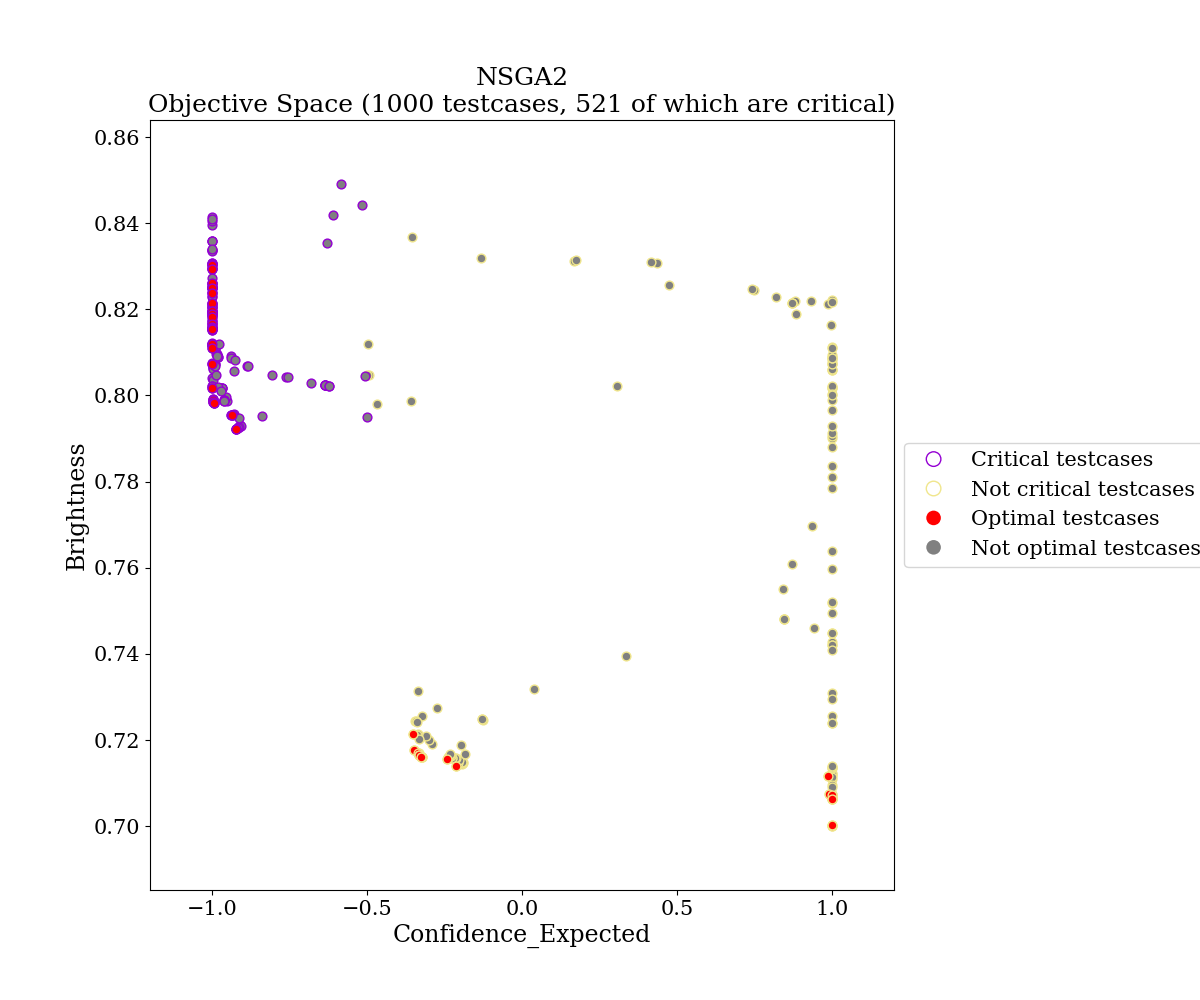 NSGA2
Objective Space (1000 testcases, 521 of which are critical)
0.86
0.84
0.82
0.80
0.78
0.76
0.74
0.72
0.70
Brightness
−1.0
−0.5
0.0
0.5
1.0
Confidence_Expected
Critical testcases
Not critical testcases
Optimal testcases
Not optimal testcases